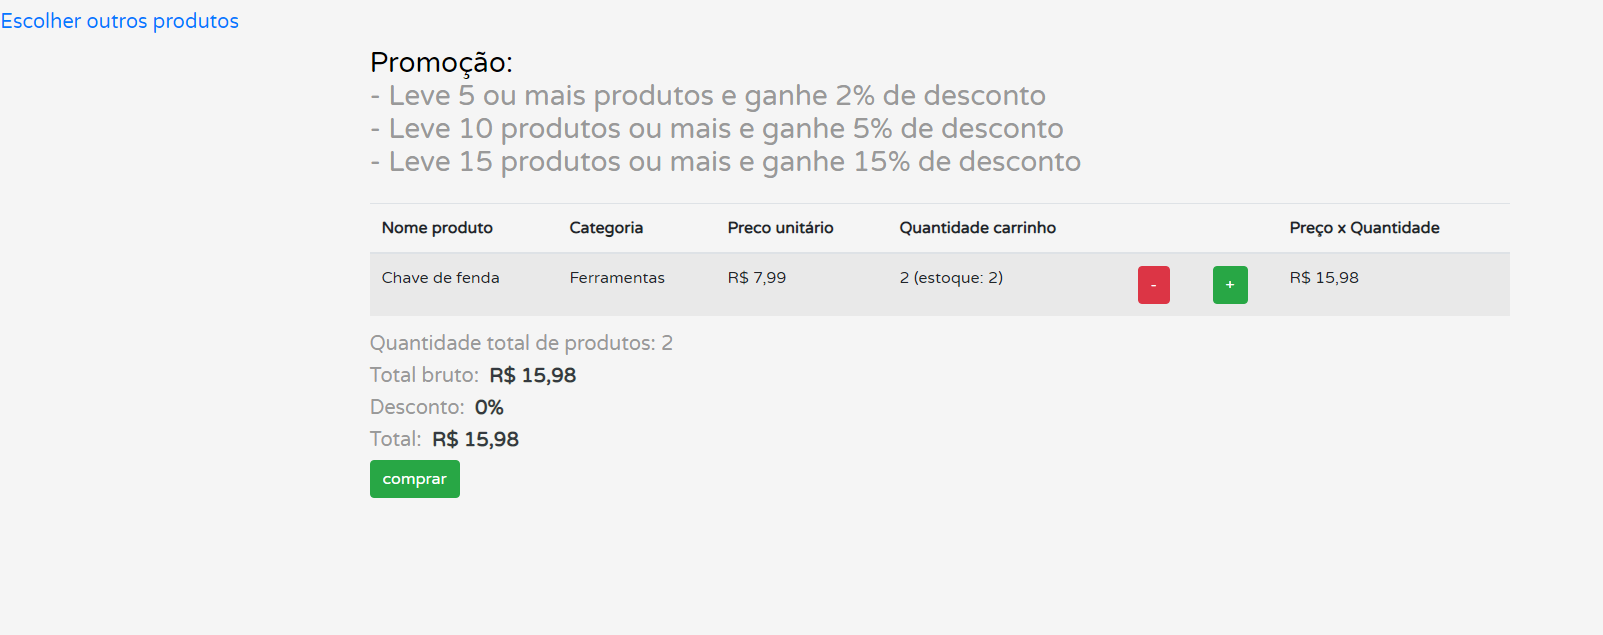 Escolher outros produtos
Promoção:
- Leve 5 ou mais produtos e ganhe 2% de desconto
- Leve 10 produtos ou mais e ganhe 5% de desconto
- Leve 15 produtos ou mais e ganhe 15% de desconto
Nome produto Categoria Preco unitário Quantidade carrinho Preço x Quantidade
Chave de fenda Ferramentas R$ 7,99 2 (estoque: 2) - + R$ 15,98
Quantidade total de produtos: 2
Total bruto: R$ 15,98
Desconto: 0%
Total: R$ 15,98
comprar